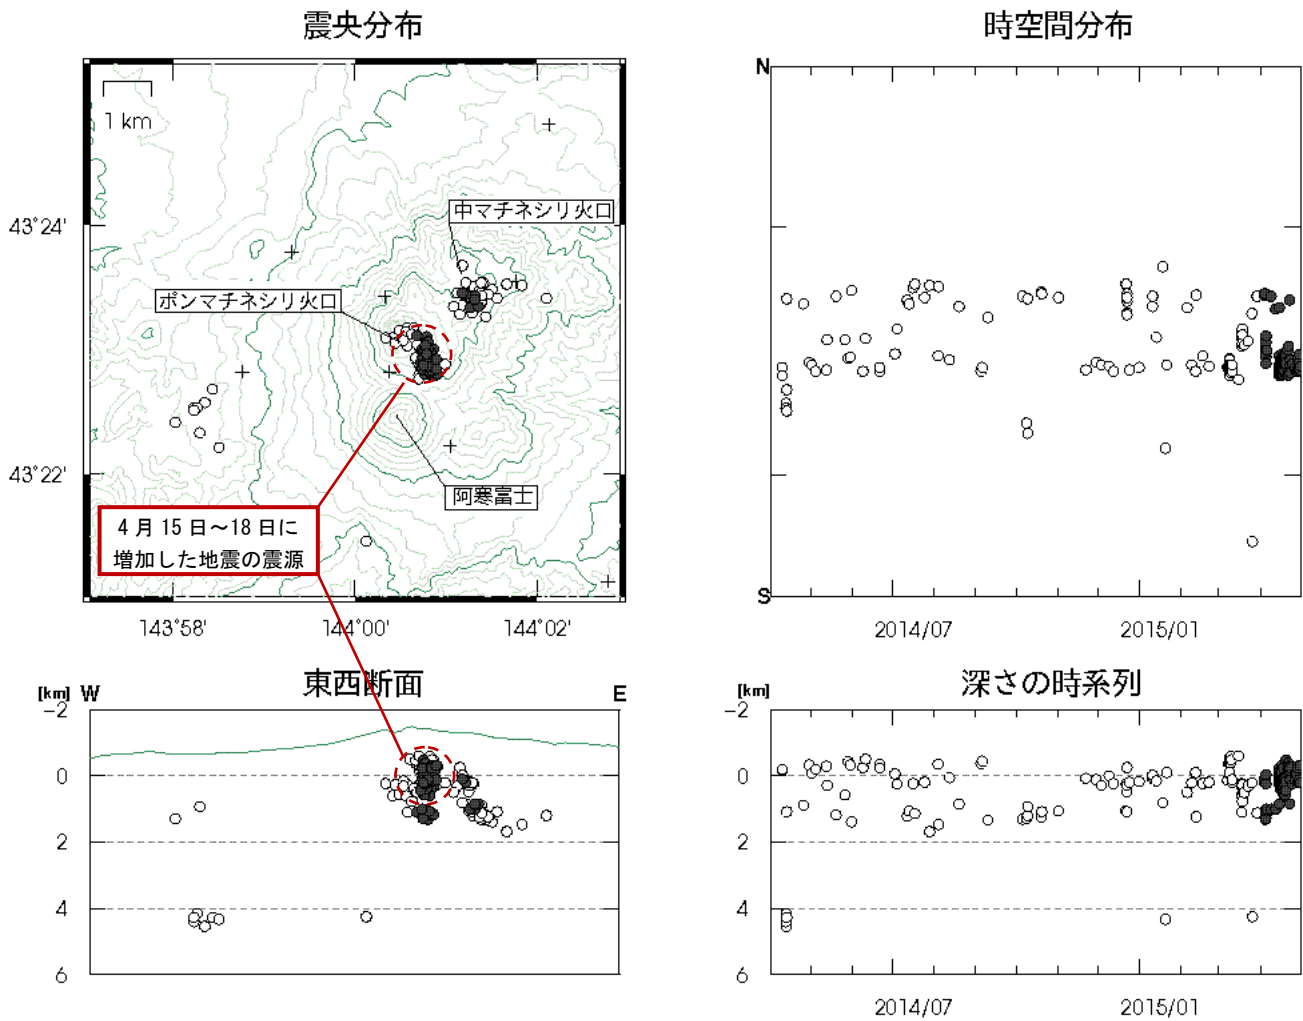 震央分布
1 km
中マチネシリ火口
43°24'
ポンマチネシリ火口
43°22'
阿寒富士
4月15日～18日に
増加した地震の震源
143°58'
144°00'
144°02'
時空間分布
N
S
2014/07
2015/01
東西断面
[km] W
E
-2
0
2
4
6
深さの時系列
[km]
-2
0
2
4
6
2014/07
2015/01